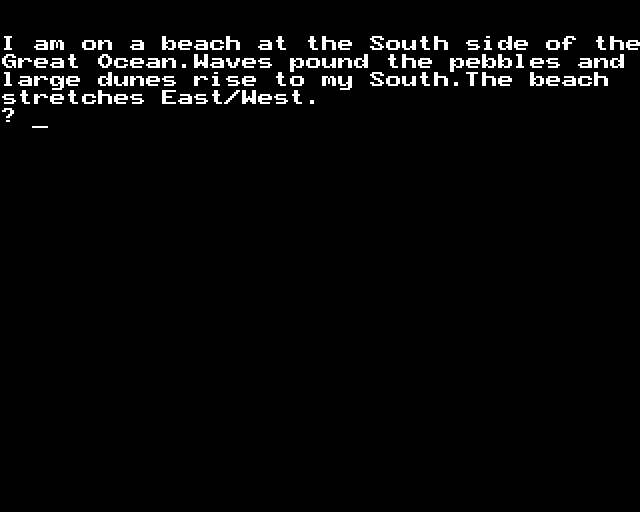 I am on a beach at the South side of the
Great Ocean.Waves pound the pebbles and
large dunes rise to my South.The beach
stretches East/West.
? _